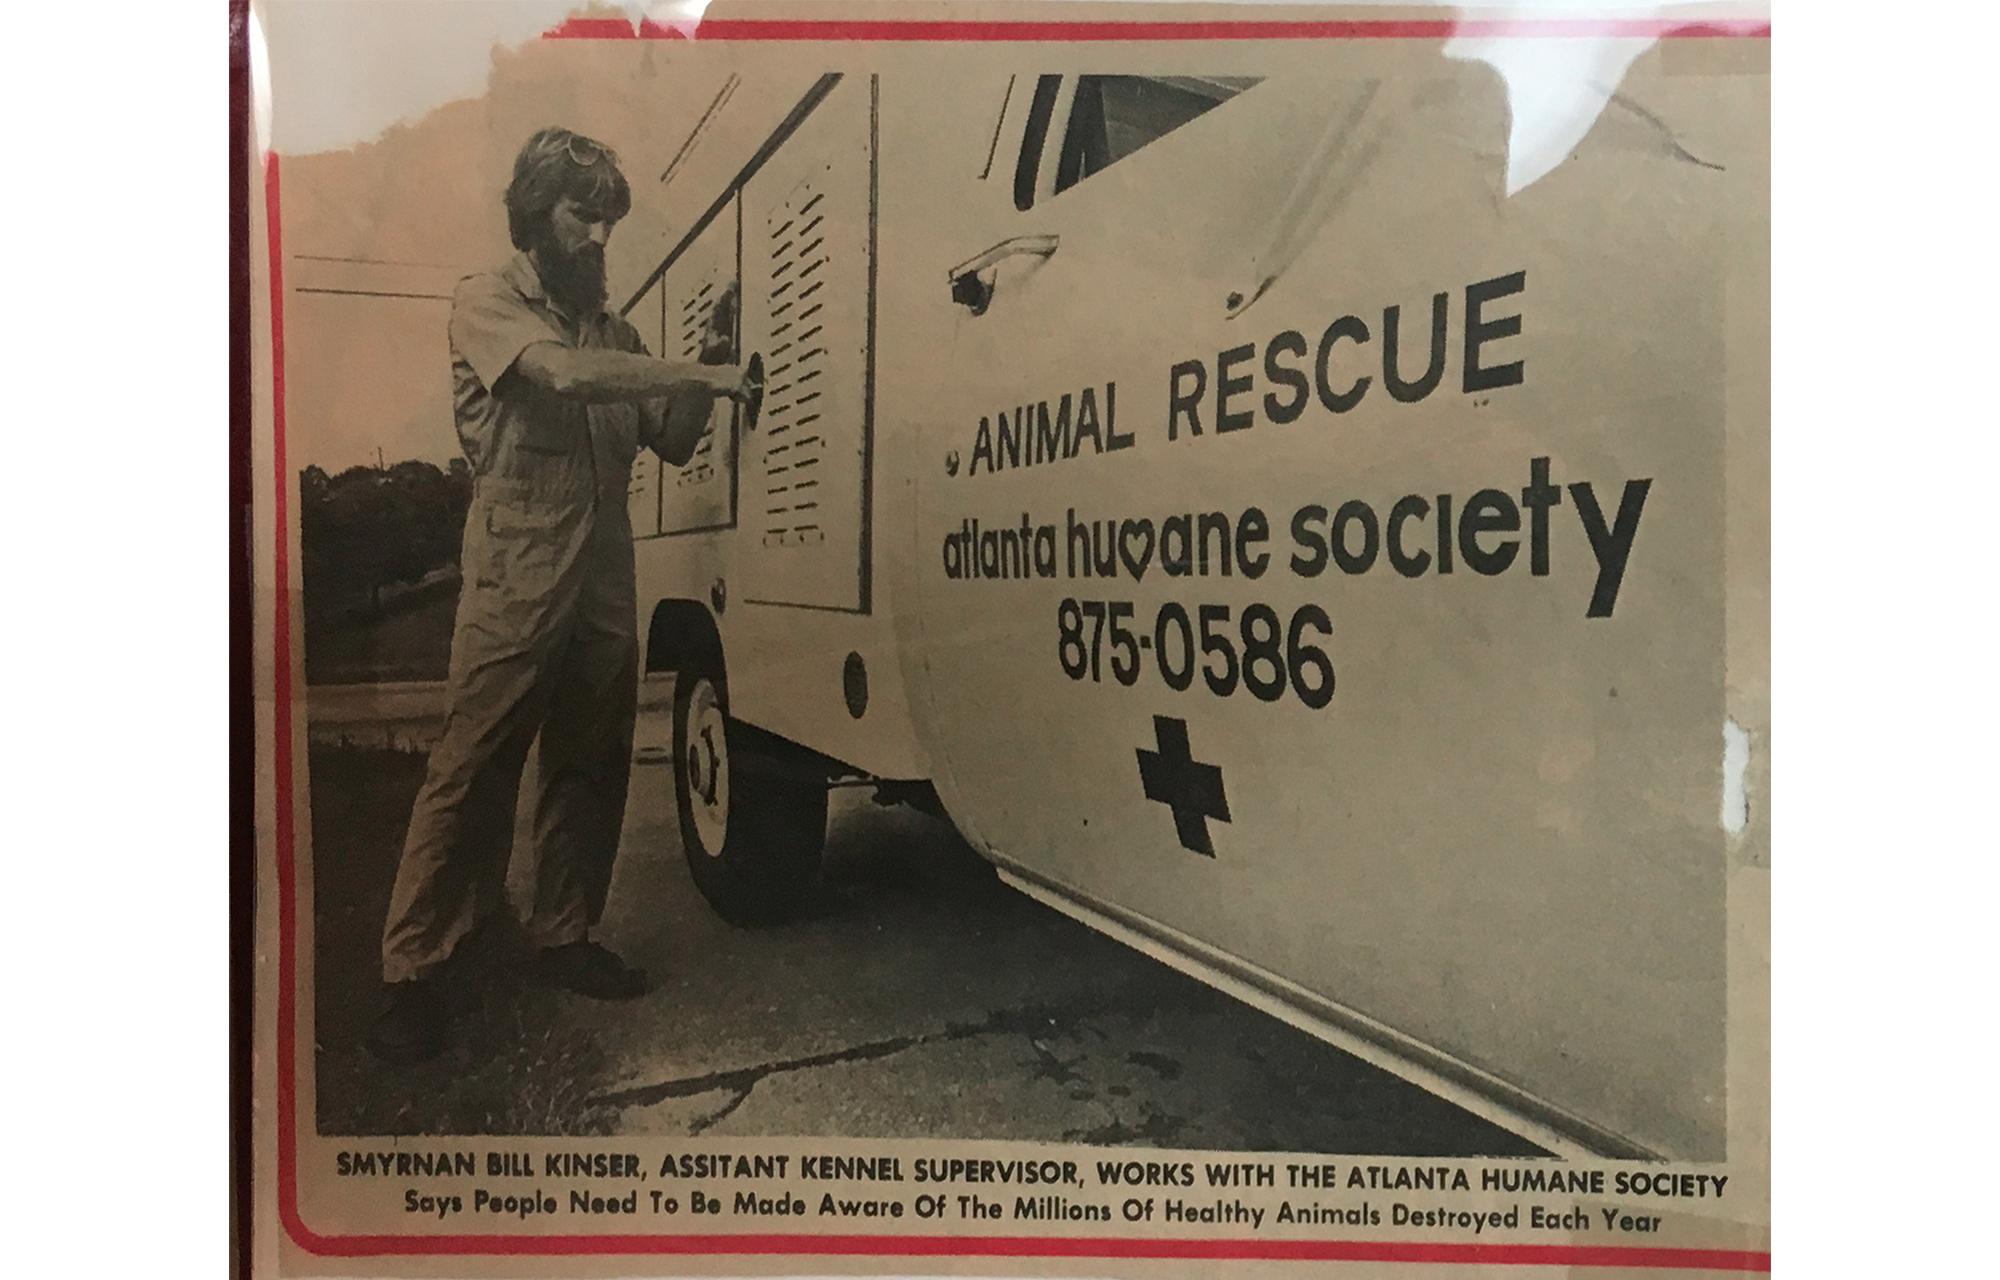 ANIMAL RESCUE
atlanta hu♡ane society
875-0586
SMYRNAN BILL KINSER, ASSITANT KENNEL SUPERVISOR, WORKS WITH THE ATLANTA HUMANE SOCIETY
Says People Need To Be Made Aware Of The Millions Of Healthy Animals Destroyed Each Year